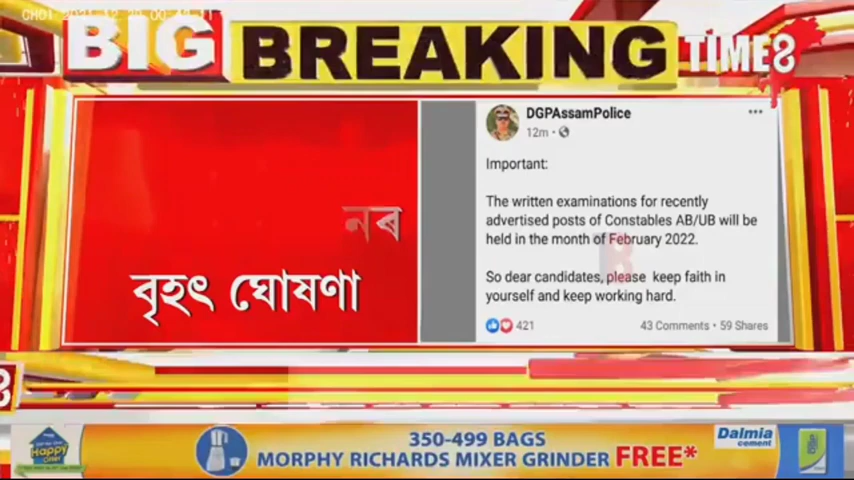 BIG BREAKING
TIMES
DGPAssamPolice
12m
Important:
The written examinations for recently
advertised posts of Constables AB/UB will be
held in the month of February 2022.
So dear candidates, please keep faith in
yourself and keep working hard.
421
43 Comments • 59 Shares
নৰ
বৃহৎ ঘোষণা
350-499 BAGS
MORPHY RICHARDS MIXER GRINDER FREE*
Dalmia
cement